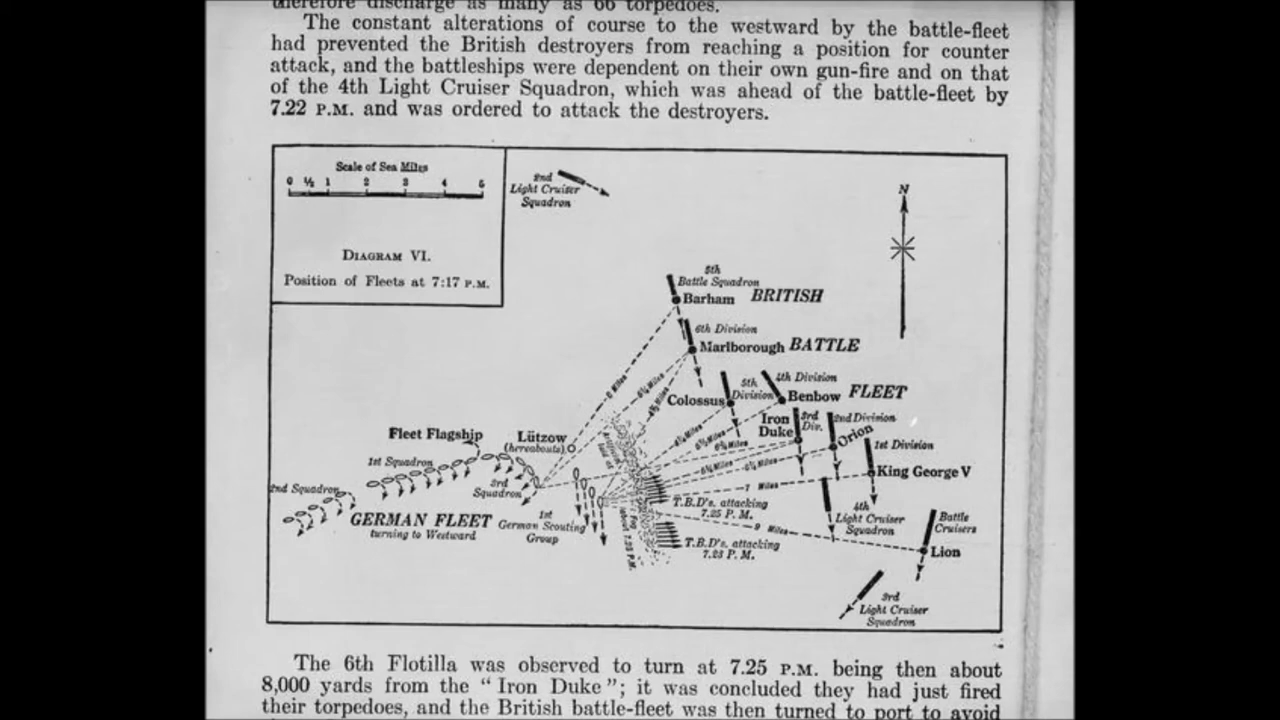 therefore discharge as many as 66 torpedoes.
The constant alterations of course to the westward by the battle-fleet
had prevented the British destroyers from reaching a position for counter
attack, and the battleships were dependent on their own gun-fire and on that
of the 4th Light Cruiser Squadron, which was ahead of the battle-fleet by
7.22 P.M. and was ordered to attack the destroyers.
Scale of Sea Miles
0 ½ 1 2 3 4 5
DIAGRAM VI.
Position of Fleets at 7:17 P.M.
2nd
Light Cruiser
Squadron
N
5th
Battle Squadron
Barham
BRITISH
6th Division
Marlborough
BATTLE
Colossus
5th
Division
4th Division
Benbow
FLEET
Iron
Duke
3rd
Div.
2nd Division
Orion
1st Division
King George V
Fleet Flagship
Lützow
(hereabouts)
1st Squadron
2nd Squadron
3rd
Squadron
GERMAN FLEET
turning to Westward
1st
German Scouting
Group
Miles
Miles
Miles
Miles
Miles
Miles
Miles
Miles
7 Miles
9 Miles
T.B.D's. attacking
7.25 P. M.
T.B.D's. attacking
7.23 P. M.
4th
Light Cruiser
Squadron
Battle
Cruisers
Lion
3rd
Light Cruiser
Squadron
The 6th Flotilla was observed to turn at 7.25 P.M. being then about
8,000 yards from the “ Iron Duke ”; it was concluded they had just fired
their torpedoes, and the British battle-fleet was then turned to port to avoid